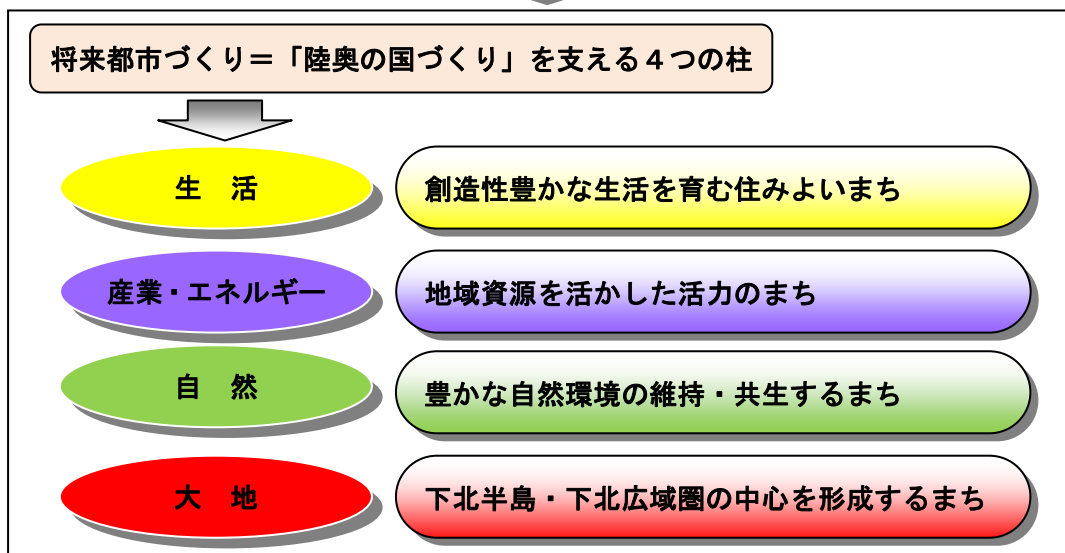 将来都市づくり＝「陸奥の国づくり」を支える４つの柱
生　活
創造性豊かな生活を育む住みよいまち
産業・エネルギー
地域資源を活かした活力のまち
自　然
豊かな自然環境の維持・共生するまち
大　地
下北半島・下北広域圏の中心を形成するまち